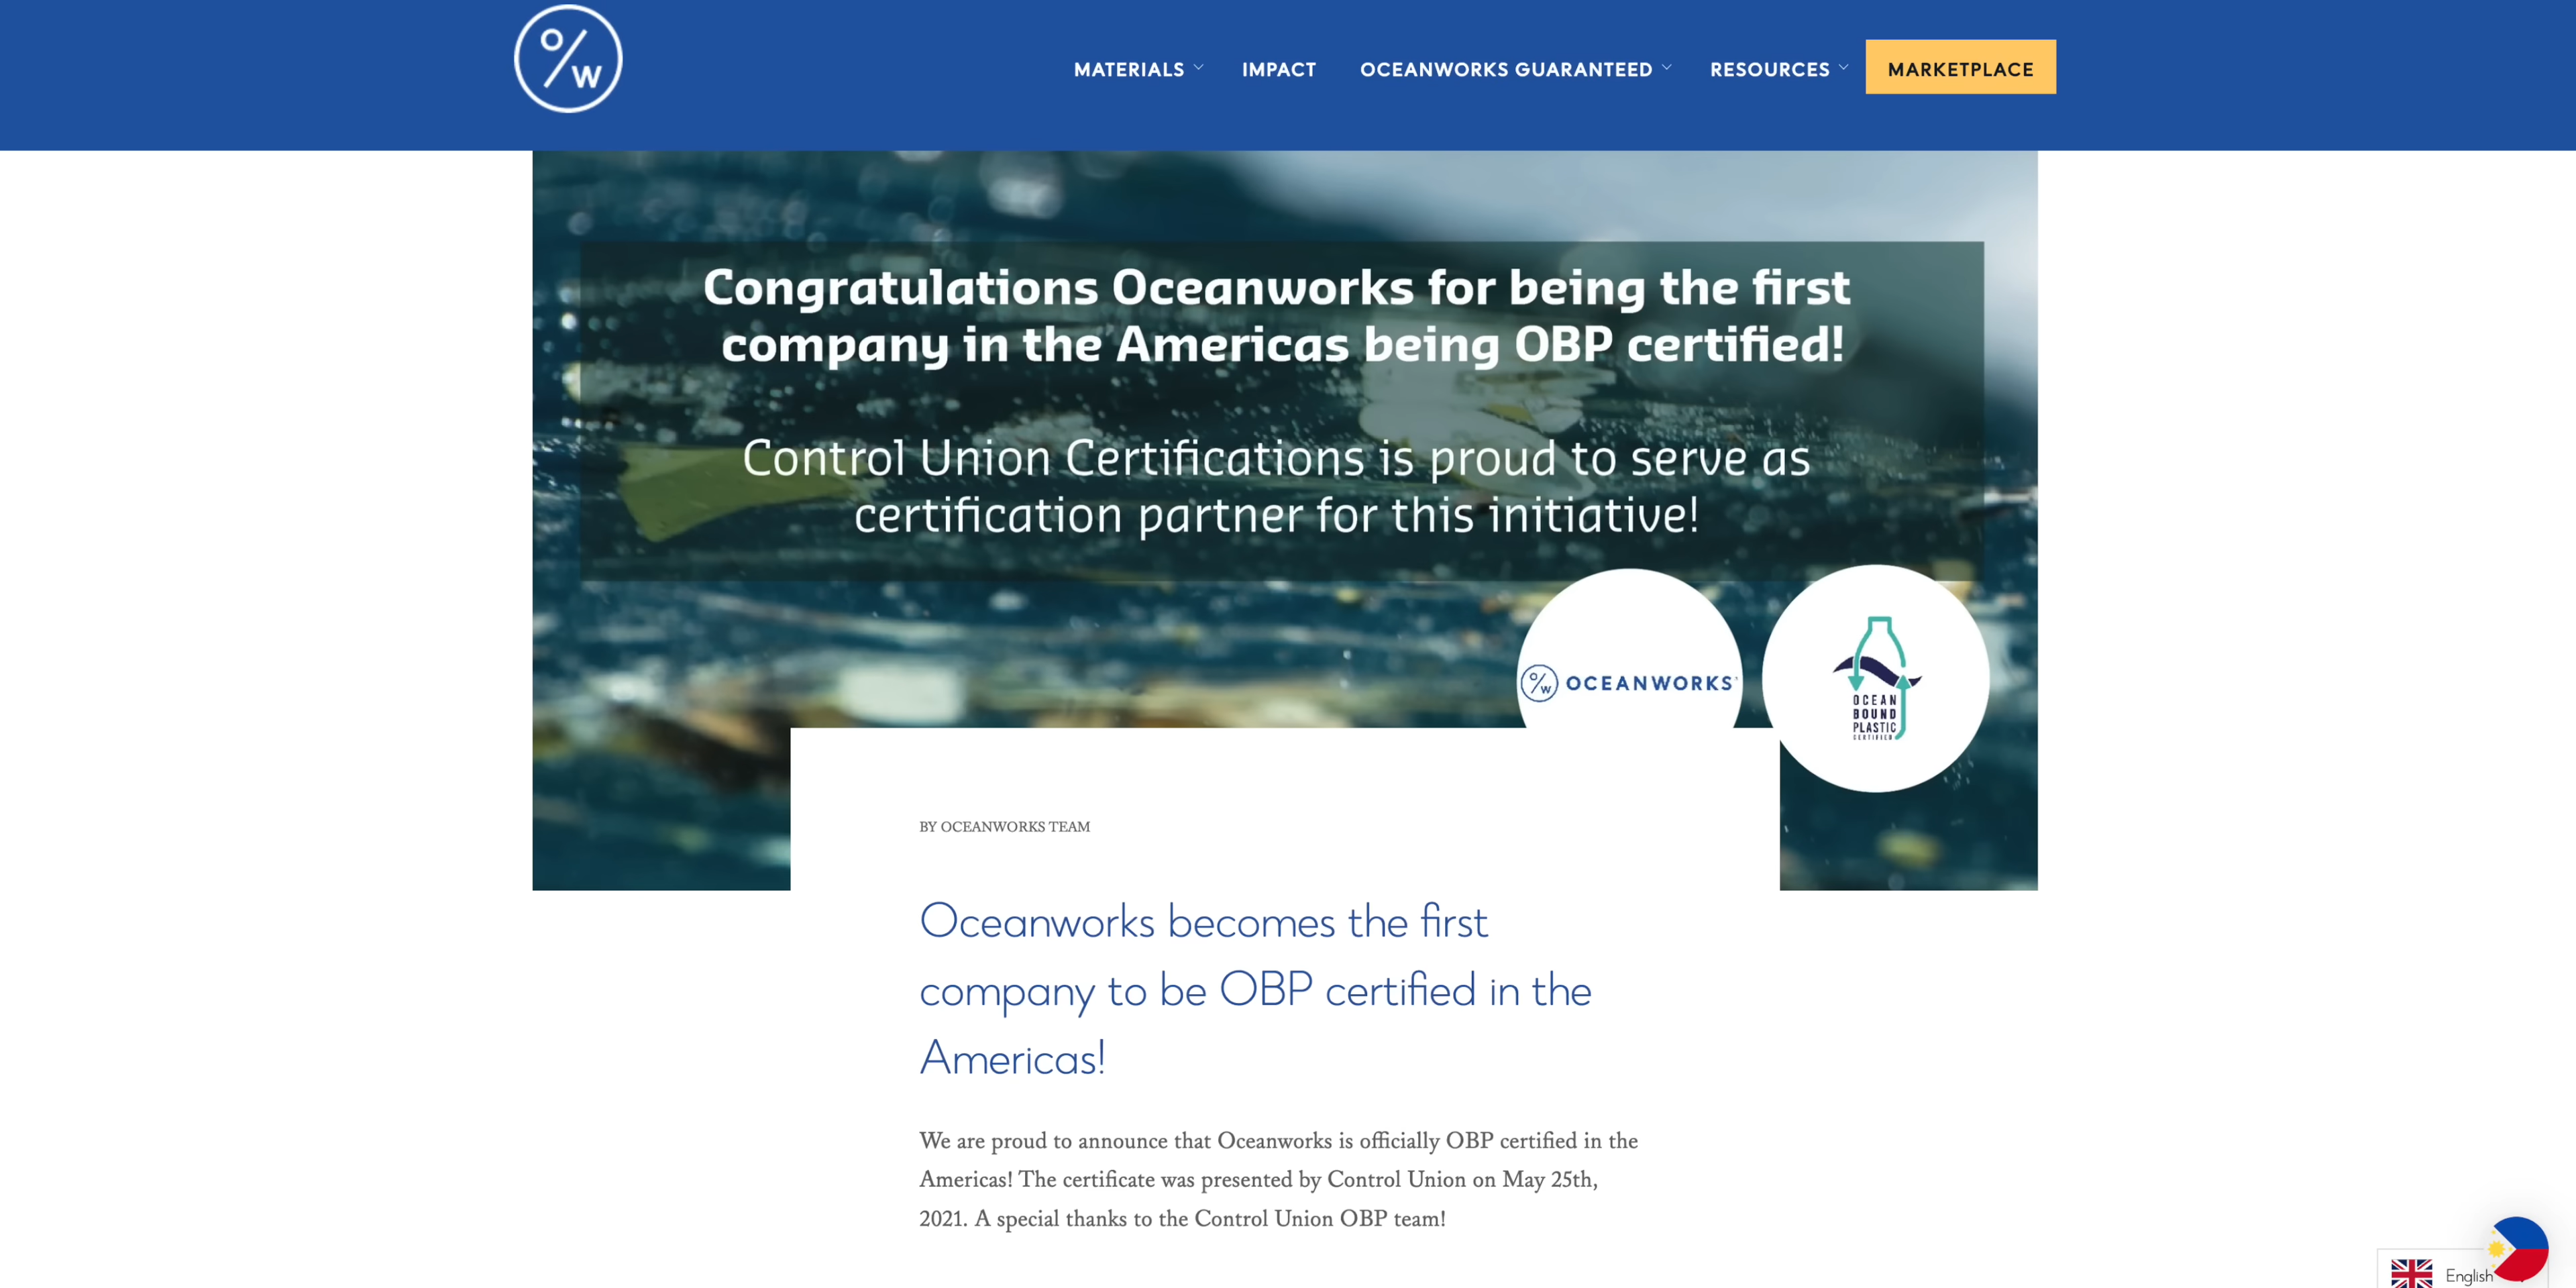 %w
MATERIALS
IMPACT
OCEANWORKS GUARANTEED
RESOURCES
MARKETPLACE
Congratulations Oceanworks for being the first
company in the Americas being OBP certified!
Control Union Certifications is proud to serve as
certification partner for this initiative!
%w OCEANWORKS
OCEAN
BOUND
PLASTIC
CERTIFIED
BY OCEANWORKS TEAM
Oceanworks becomes the first
company to be OBP certified in the
Americas!
We are proud to announce that Oceanworks is officially OBP certified in the
Americas! The certificate was presented by Control Union on May 25th,
2021. A special thanks to the Control Union OBP team!
English